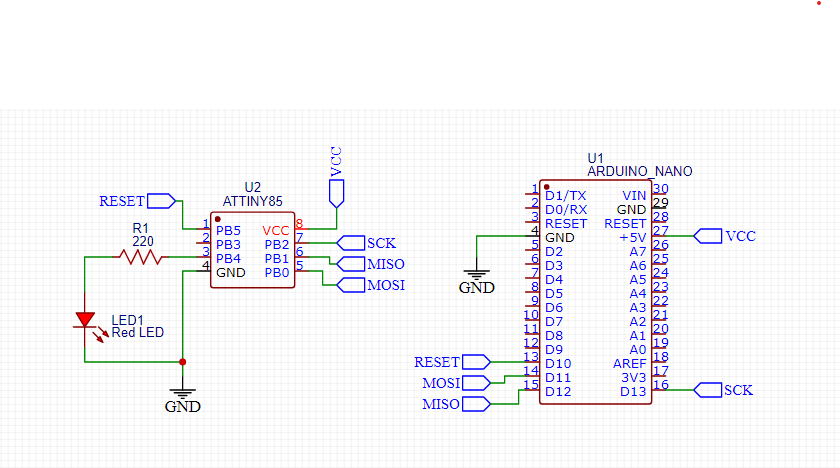 VCC
U2
ATTINY85
RESET
1 PB5 VCC 8
2 PB3 PB2 7 SCK
3 PB4 PB1 6 MISO
4 GND PB0 5 MOSI
R1
220
LED1
Red LED
GND
U1
ARDUINO_NANO
1 D1/TX VIN 30
2 D0/RX GND 29
3 RESET RESET 28
4 GND +5V 27 VCC
5 D2 A7 26
6 D3 A6 25
7 D4 A5 24
8 D5 A4 23
9 D6 A3 22
10 D7 A2 21
11 D8 A1 20
12 D9 A0 19
RESET 13 D10 AREF 18
MOSI 14 D11 3V3 17
MISO 15 D12 D13 16 SCK
GND